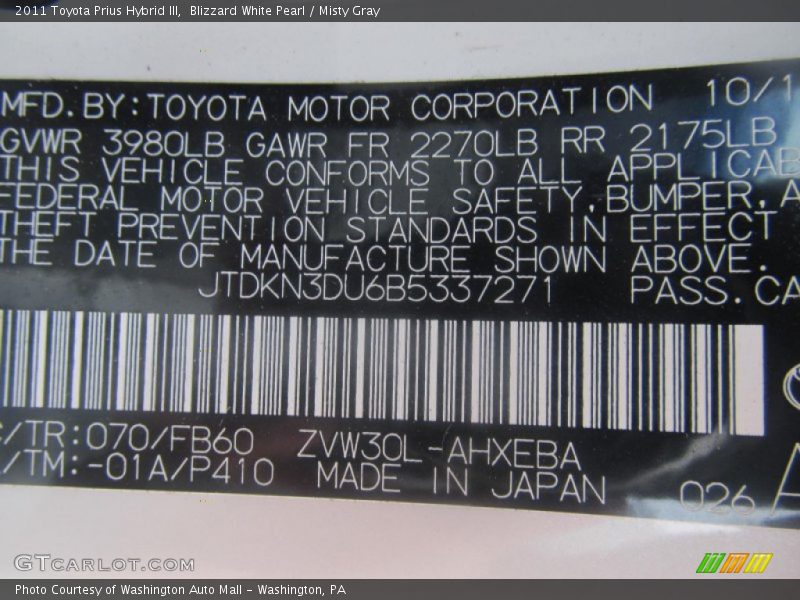 2011 Toyota Prius Hybrid III, Blizzard White Pearl / Misty Gray
MFD. BY: TOYOTA MOTOR CORPORATION 10/1
GVWR 3980LB GAWR FR 2270LB RR 2175LB
THIS VEHICLE CONFORMS TO ALL APPLICAB
FEDERAL MOTOR VEHICLE SAFETY, BUMPER, A
THEFT PREVENTION STANDARDS IN EFFECT
THE DATE OF MANUFACTURE SHOWN ABOVE.
JTDKN3DU6B5337271 PASS. CA
C/TR: 070/FB60 ZVW30L-AHXEBA
/TM: -01A/P410 MADE IN JAPAN 026 A
GTCARLOT.COM
Photo Courtesy of Washington Auto Mall - Washington, PA